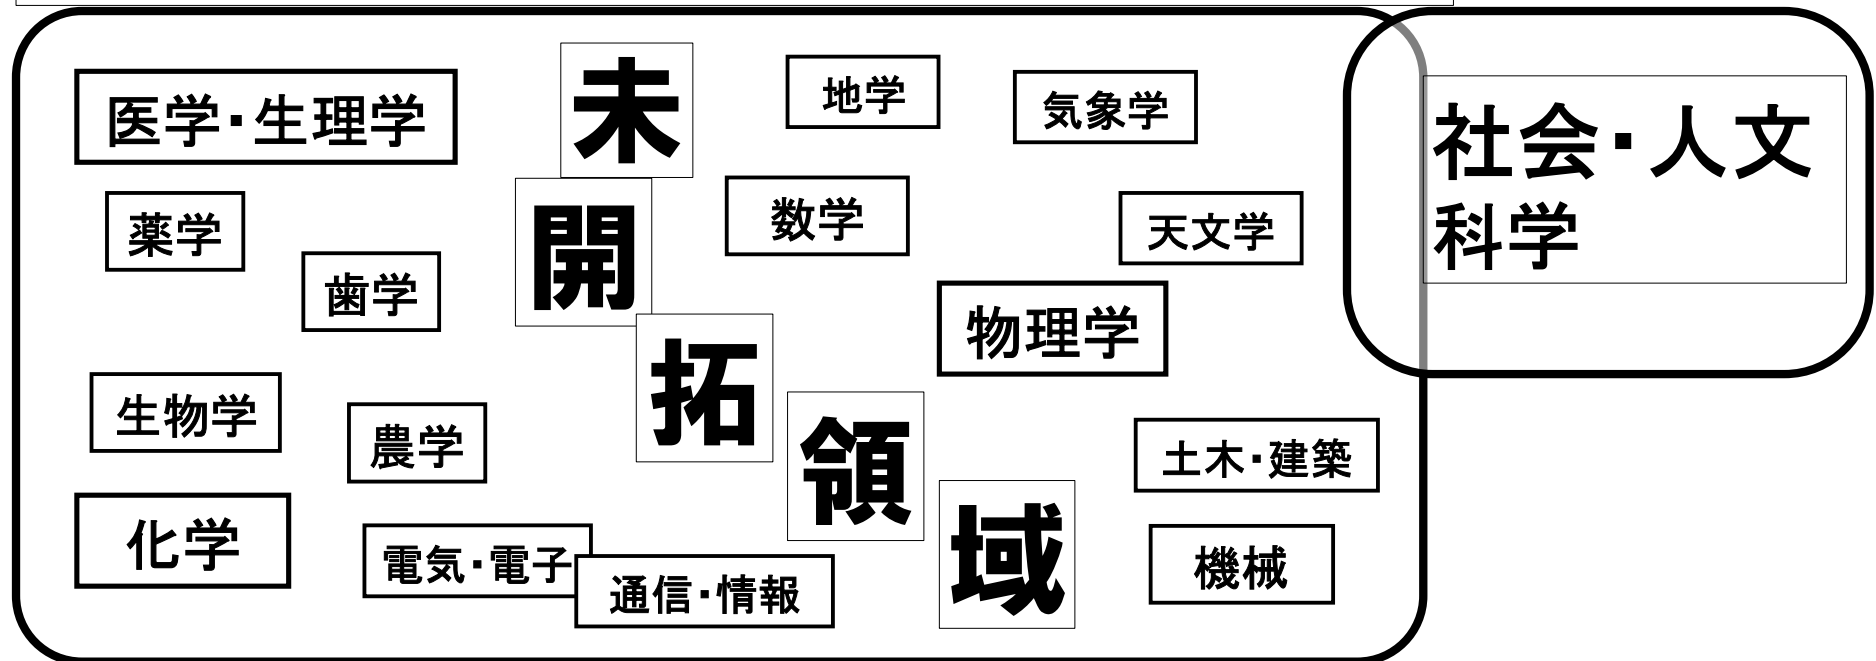 医学・生理学
未
開
拓
領
域
地学
気象学
社会・人文
科学
薬学
歯学
数学
天文学
物理学
生物学
農学
土木・建築
化学
電気・電子
通信・情報
機械